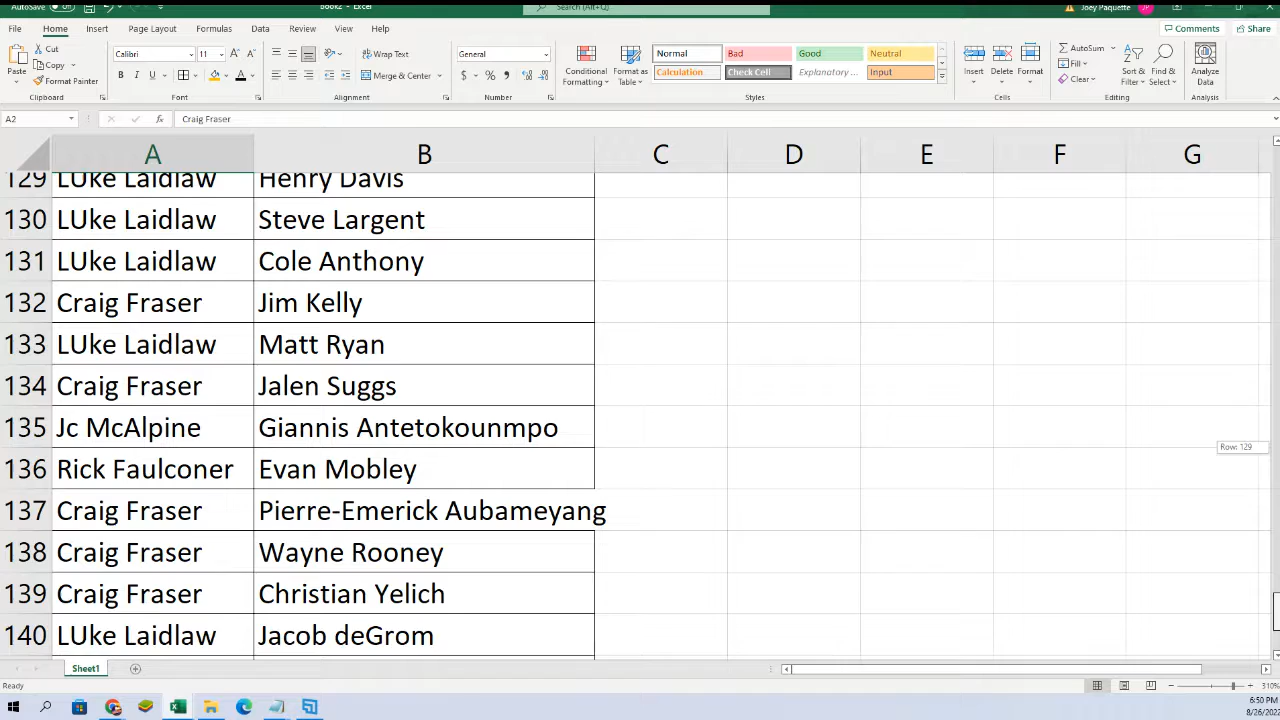 AutoSave Off Book2 - Excel Search (Alt+Q) Joey Paquette JP
File Home Insert Page Layout Formulas Data Review View Help Comments Share
Cut Calibri 11 Wrap Text General Normal Bad Good Neutral AutoSum
Copy Fill
Paste Format Painter Merge & Center Conditional Formatting Format as Table Calculation Check Cell Explanatory ... Input Insert Delete Format Clear Sort & Filter Find & Select Analyze Data
Clipboard Font Alignment Number Styles Cells Editing Analysis
A2 fx Craig Fraser
A B C D E F G
129 LUke Laidlaw Henry Davis
130 LUke Laidlaw Steve Largent
131 LUke Laidlaw Cole Anthony
132 Craig Fraser Jim Kelly
133 LUke Laidlaw Matt Ryan
134 Craig Fraser Jalen Suggs
135 Jc McAlpine Giannis Antetokounmpo
Row: 129
136 Rick Faulconer Evan Mobley
137 Craig Fraser Pierre-Emerick Aubameyang
138 Craig Fraser Wayne Rooney
139 Craig Fraser Christian Yelich
140 LUke Laidlaw Jacob deGrom
Sheet1
Ready 310%
6:50 PM
8/26/2022